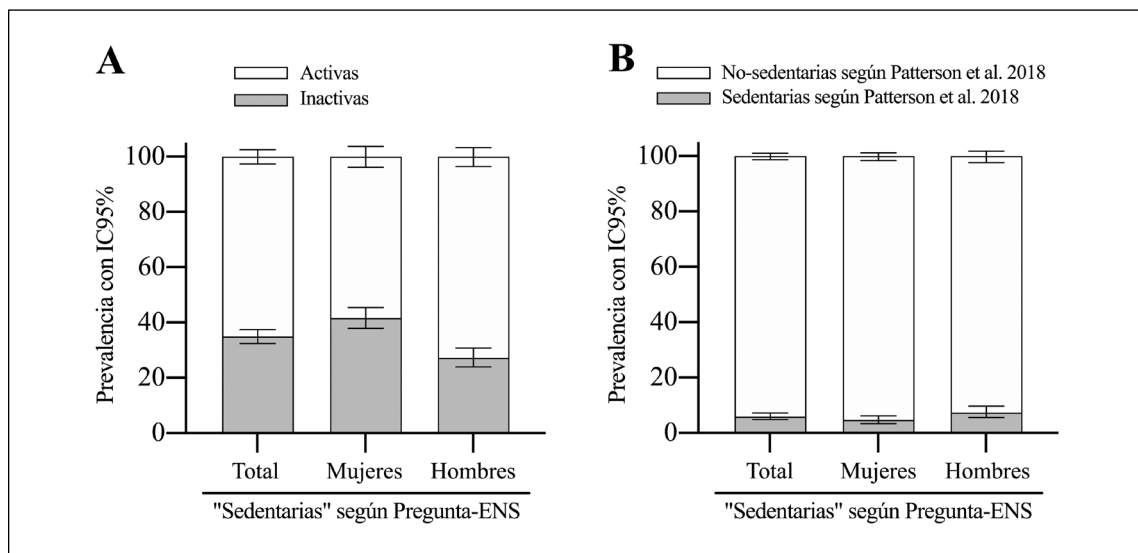 A
Activas
Inactivas
Prevalencia con IC95%
100
80
60
40
20
0
Total Mujeres Hombres
"Sedentarias" según Pregunta-ENS
B
No-sedentarias según Patterson et al. 2018
Sedentarias según Patterson et al. 2018
Prevalencia con IC95%
100
80
60
40
20
0
Total Mujeres Hombres
"Sedentarias" según Pregunta-ENS